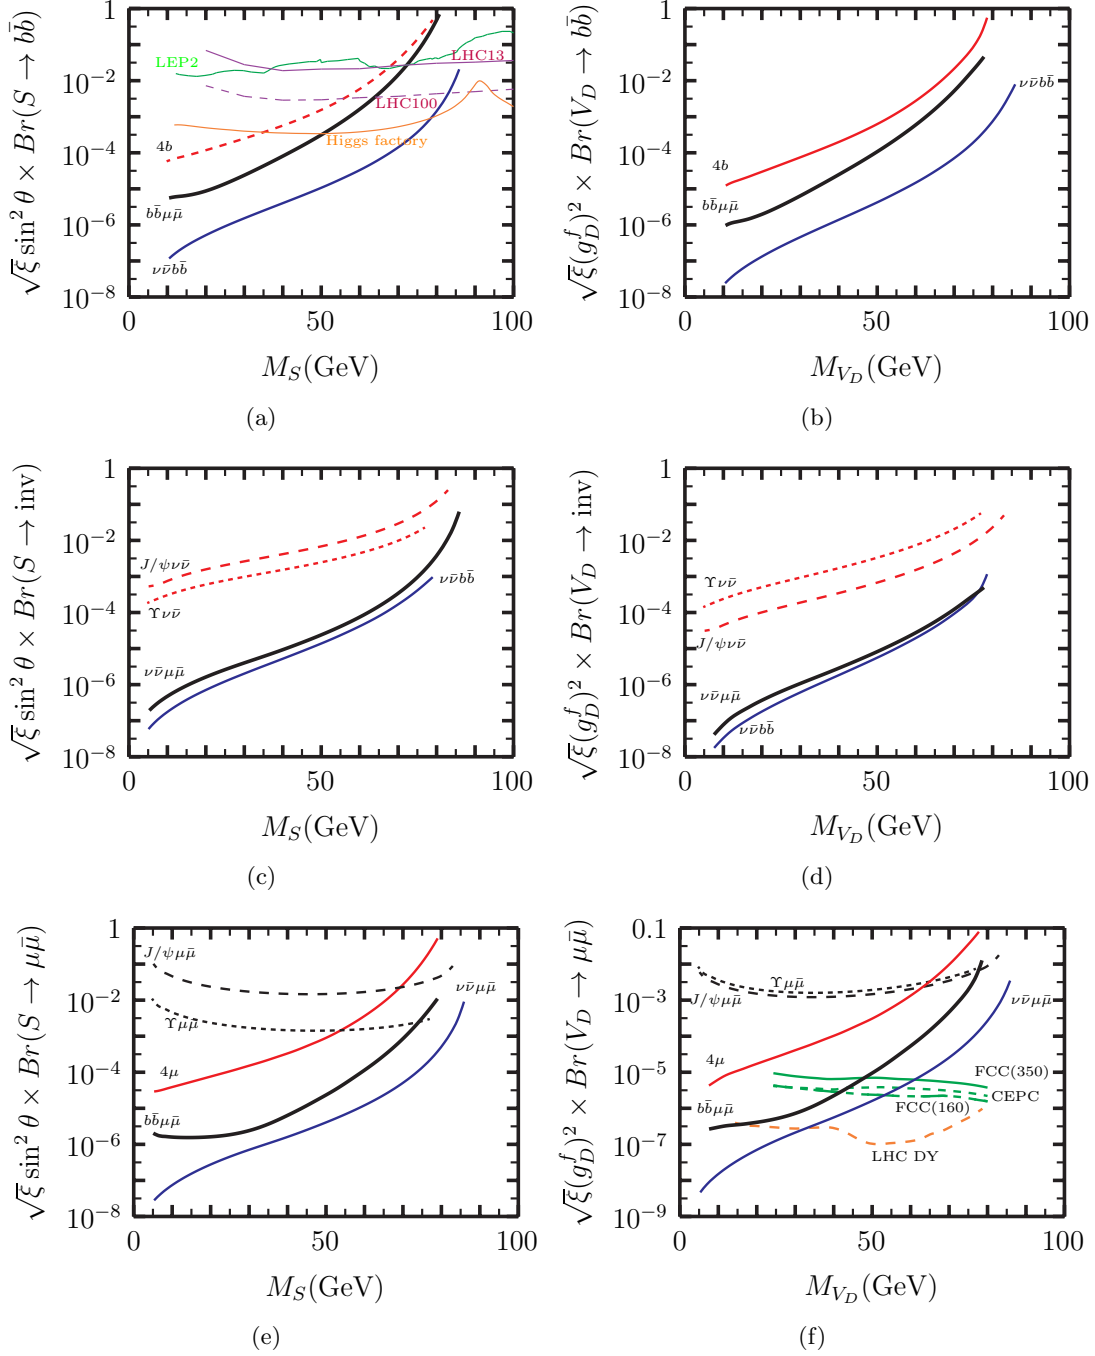 √ξ sin² θ × Br(S → bb̄)
1
10⁻²
10⁻⁴
10⁻⁶
10⁻⁸
LEP2
LHC13
LHC100
Higgs factory
4b
bb̄μμ̄
νν̄bb̄
0 50 100
M_S(GeV)
(a)
√ξ(g_D^f)² × Br(V_D → bb̄)
1
10⁻²
10⁻⁴
10⁻⁶
10⁻⁸
νν̄bb̄
4b
bb̄μμ̄
0 50 100
M_{V_D}(GeV)
(b)
√ξ sin² θ × Br(S → inv)
1
10⁻²
10⁻⁴
10⁻⁶
10⁻⁸
J/ψνν̄
Υνν̄
νν̄bb̄
νν̄μμ̄
0 50 100
M_S(GeV)
(c)
√ξ(g_D^f)² × Br(V_D → inv)
1
10⁻²
10⁻⁴
10⁻⁶
10⁻⁸
Υνν̄
J/ψνν̄
νν̄μμ̄
νν̄bb̄
0 50 100
M_{V_D}(GeV)
(d)
√ξ sin² θ × Br(S → μμ̄)
1
10⁻²
10⁻⁴
10⁻⁶
10⁻⁸
J/ψμμ̄
νν̄μμ̄
Υμμ̄
4μ
bb̄μμ̄
0 50 100
M_S(GeV)
(e)
√ξ(g_D^f)² × Br(V_D → μμ̄)
0.1
10⁻³
10⁻⁵
10⁻⁷
10⁻⁹
Υμμ̄
J/ψμμ̄
νν̄μμ̄
4μ
FCC(350)
CEPC
bb̄μμ̄
FCC(160)
LHC DY
0 50 100
M_{V_D}(GeV)
(f)